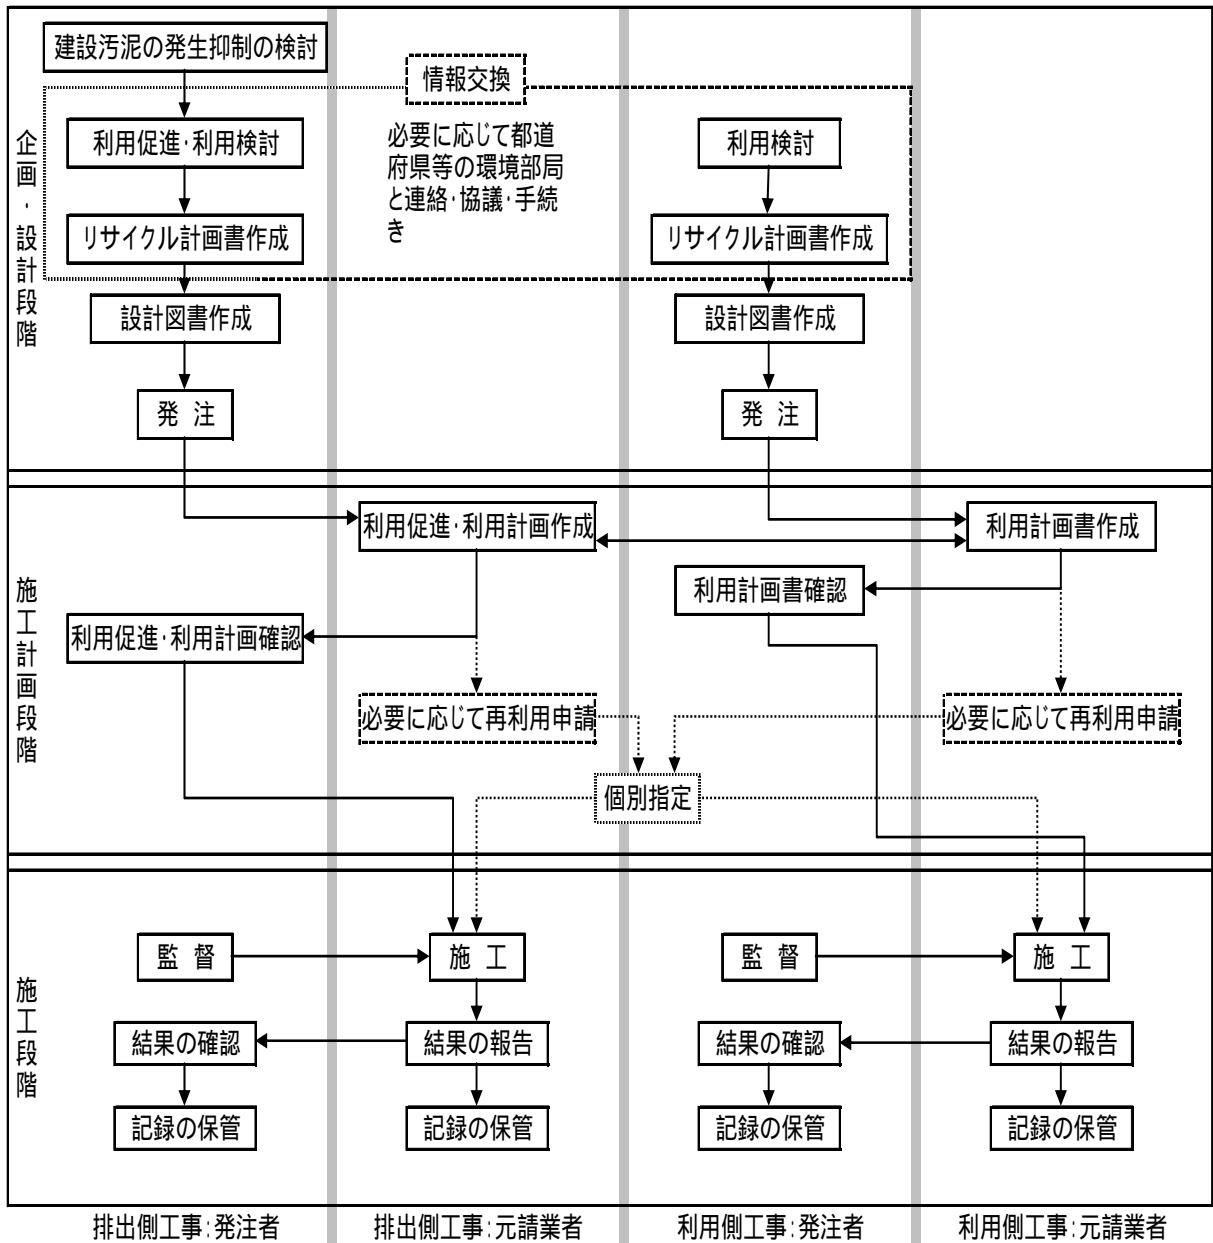 企画・設計段階
建設汚泥の発生抑制の検討
情報交換
利用促進・利用検討
必要に応じて都道
府県等の環境部局
と連絡・協議・手続
き
利用検討
リサイクル計画書作成
リサイクル計画書作成
設計図書作成
設計図書作成
発 注
発 注
施工計画段階
利用促進・利用計画作成
利用計画書作成
利用計画書確認
利用促進・利用計画確認
必要に応じて再利用申請
必要に応じて再利用申請
個別指定
施工段階
監 督
施 工
監 督
施 工
結果の確認
結果の報告
結果の確認
結果の報告
記録の保管
記録の保管
記録の保管
記録の保管
排出側工事:発注者
排出側工事:元請業者
利用側工事:発注者
利用側工事:元請業者